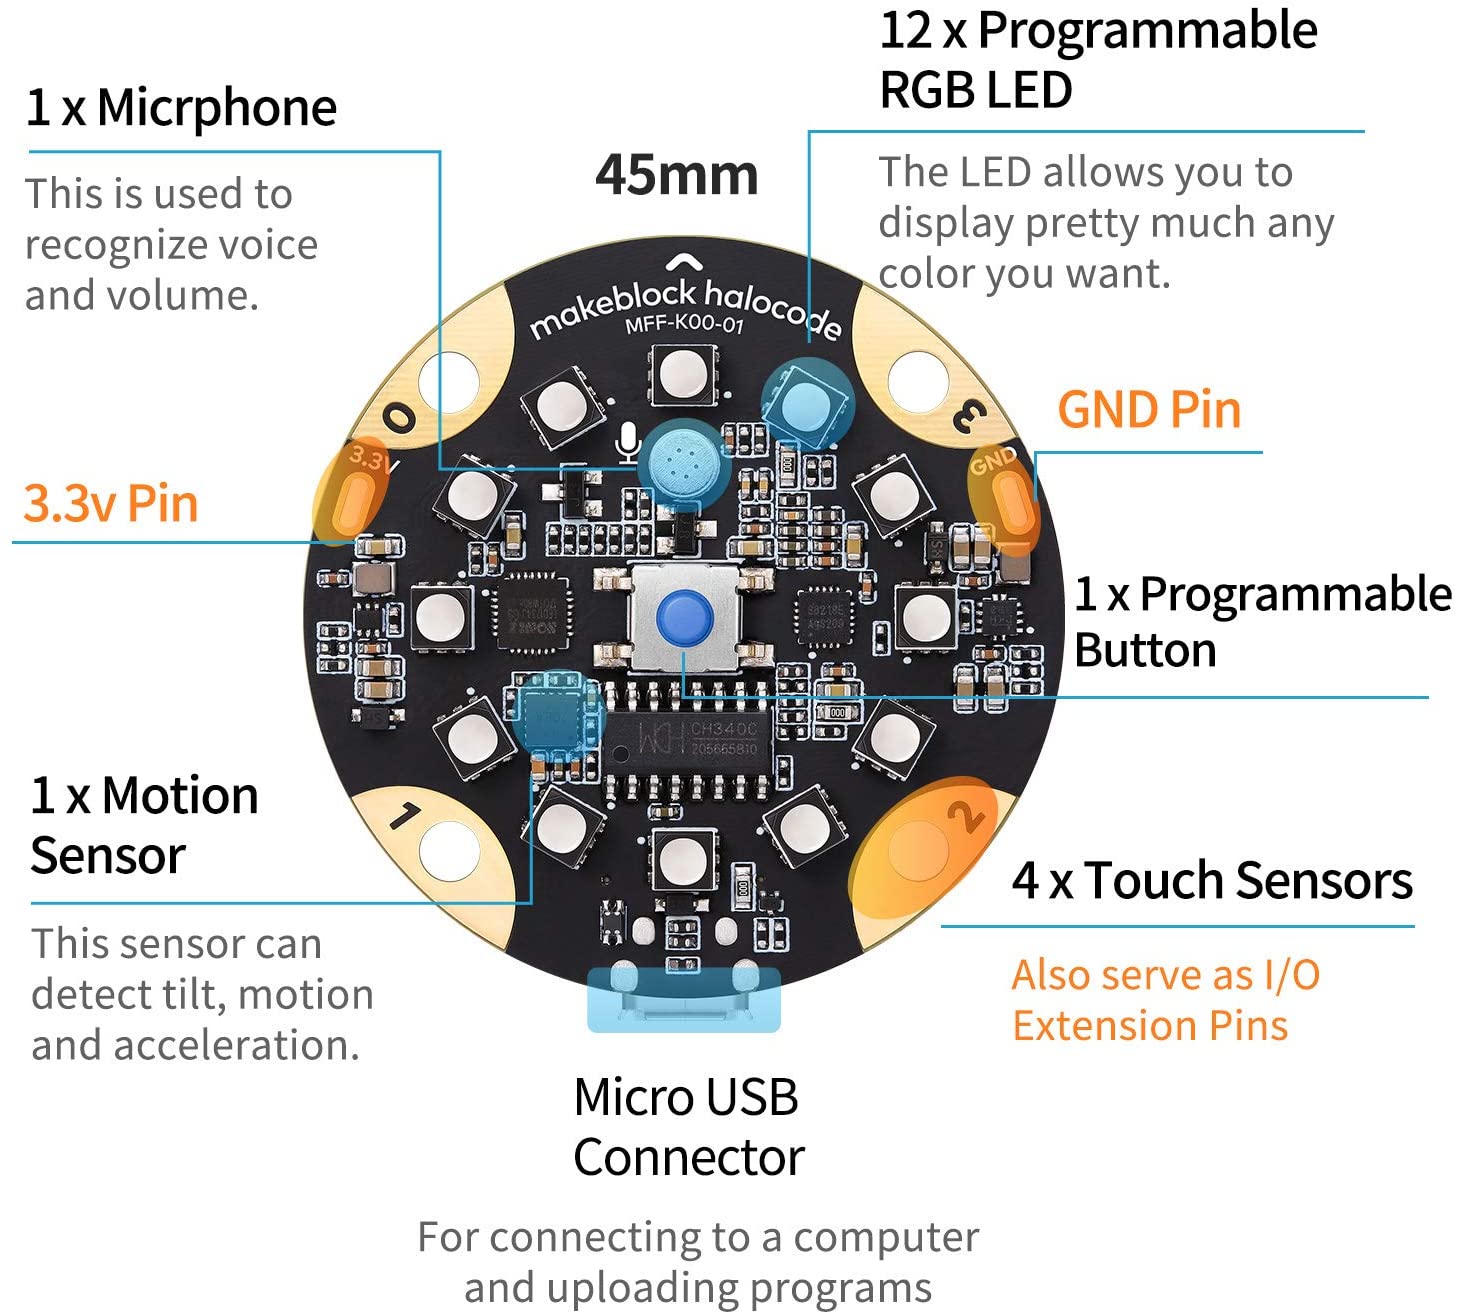 12 x Programmable
RGB LED
The LED allows you to
display pretty much any
color you want.
1 x Micrphone
This is used to
recognize voice
and volume.
45mm
makeblock halocode
MFF-K00-01
0
3
3.3V
GND
GND Pin
3.3v Pin
1 x Programmable
Button
CH340C
205665810
1 x Motion
Sensor
This sensor can
detect tilt, motion
and acceleration.
1
2
4 x Touch Sensors
Also serve as I/O
Extension Pins
Micro USB
Connector
For connecting to a computer
and uploading programs